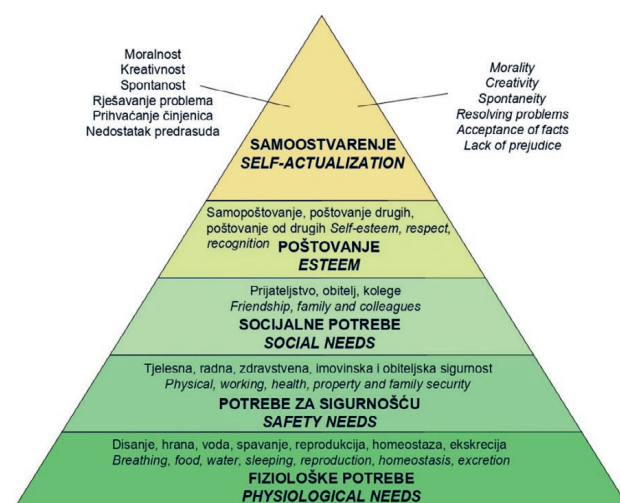 Moralnost
Kreativnost
Spontanost
Rješavanje problema
Prihvaćanje činjenica
Nedostatak predrasuda
Morality
Creativity
Spontaneity
Resolving problems
Acceptance of facts
Lack of prejudice
SAMOOSTVARENJE
SELF-ACTUALIZATION
Samopoštovanje, poštovanje drugih,
poštovanje od drugih Self-esteem, respect,
recognition POŠTOVANJE
ESTEEM
Prijateljstvo, obitelj, kolege
Friendship, family and colleagues
SOCIJALNE POTREBE
SOCIAL NEEDS
Tjelesna, radna, zdravstvena, imovinska i obiteljska sigurnost
Physical, working, health, property and family security
POTREBE ZA SIGURNOŠĆU
SAFETY NEEDS
Disanje, hrana, voda, spavanje, reprodukcija, homeostaza, ekskrecija
Breathing, food, water, sleeping, reproduction, homeostasis, excretion
FIZIOLOŠKE POTREBE
PHYSIOLOGICAL NEEDS